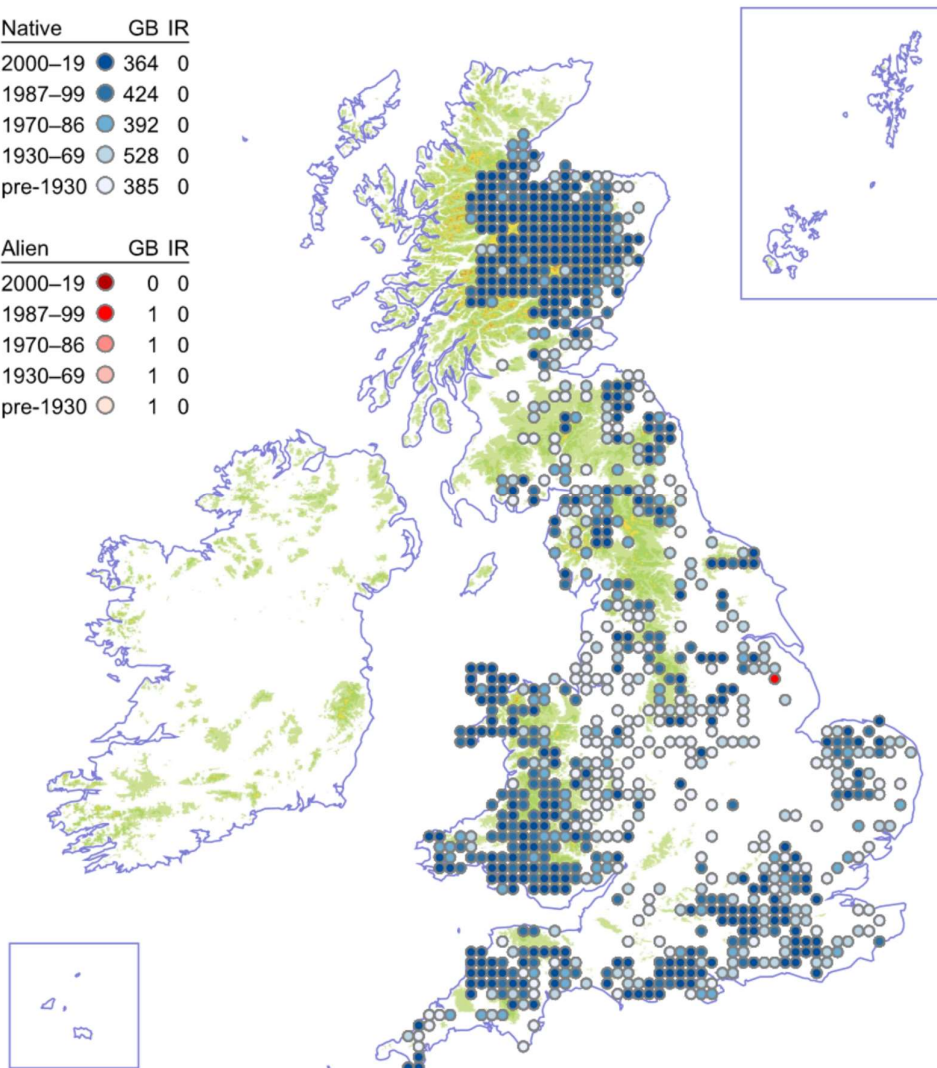 Native GB IR
2000–19 364 0
1987–99 424 0
1970–86 392 0
1930–69 528 0
pre-1930 385 0
Alien GB IR
2000–19 0 0
1987–99 1 0
1970–86 1 0
1930–69 1 0
pre-1930 1 0